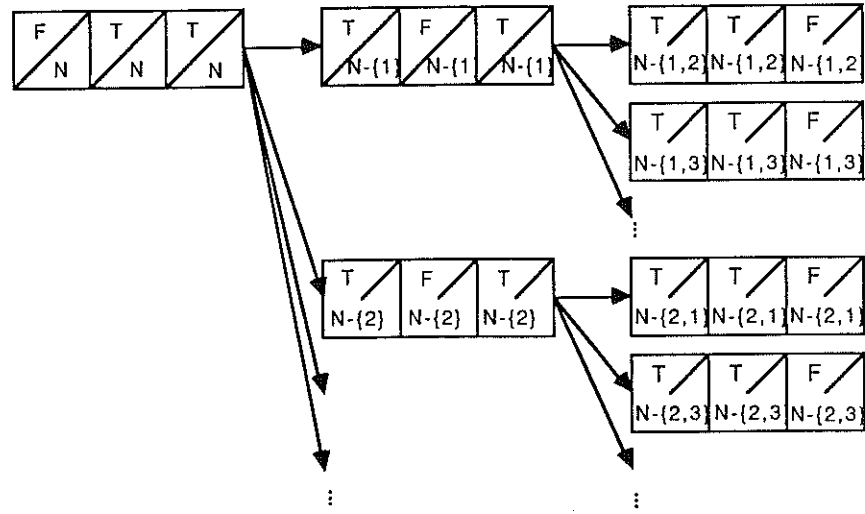 F T T
N N N
T F T
N-{1} N-{1} N-{1}
T T F
N-{1,2} N-{1,2} N-{1,2}
T T F
N-{1,3} N-{1,3} N-{1,3}
...
T F T
N-{2} N-{2} N-{2}
T T F
N-{2,1} N-{2,1} N-{2,1}
T T F
N-{2,3} N-{2,3} N-{2,3}
...
...